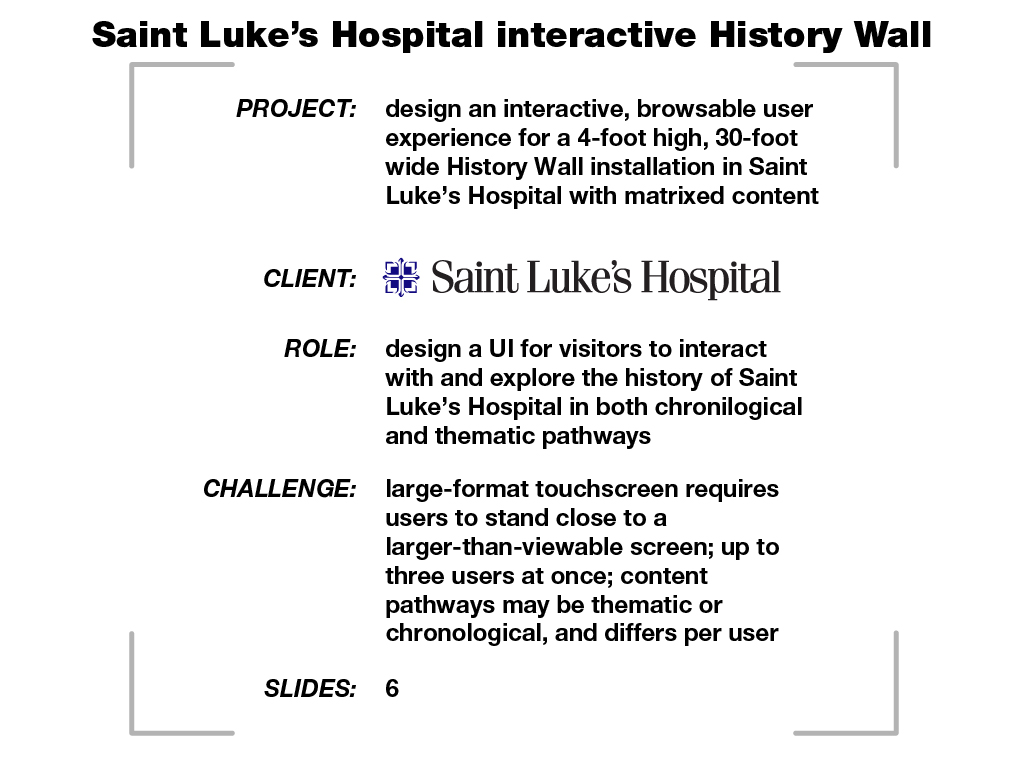 Saint Luke’s Hospital interactive History Wall
PROJECT: design an interactive, browsable user
experience for a 4-foot high, 30-foot
wide History Wall installation in Saint
Luke’s Hospital with matrixed content
CLIENT: Saint Luke’s Hospital
ROLE: design a UI for visitors to interact
with and explore the history of Saint
Luke’s Hospital in both chronilogical
and thematic pathways
CHALLENGE: large-format touchscreen requires
users to stand close to a
larger-than-viewable screen; up to
three users at once; content
pathways may be thematic or
chronological, and differs per user
SLIDES: 6